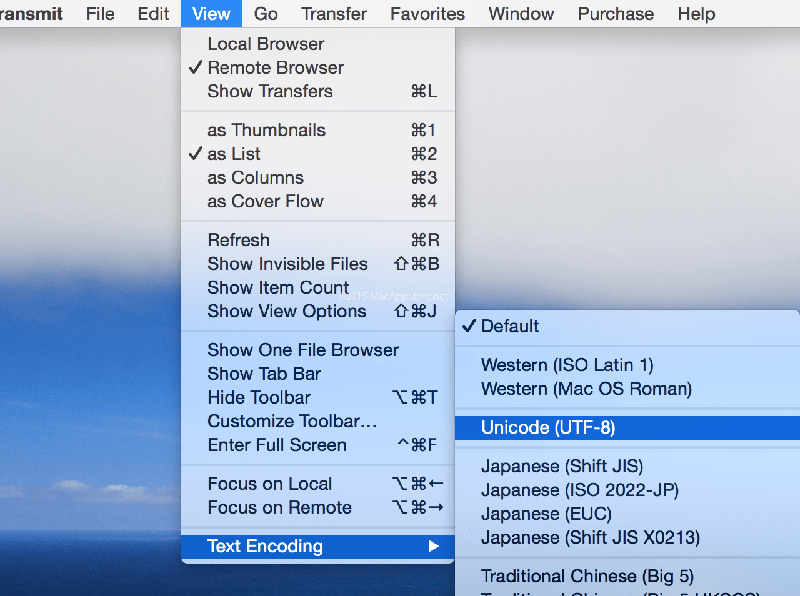 ransmit File Edit View Go Transfer Favorites Window Purchase Help
Local Browser
✓ Remote Browser
Show Transfers ⌘L
as Thumbnails ⌘1
✓ as List ⌘2
as Columns ⌘3
as Cover Flow ⌘4
Refresh ⌘R
Show Invisible Files ⇧⌘B
Show Item Count
Show View Options ⇧⌘J
Show One File Browser
Show Tab Bar
Hide Toolbar ⌥⌘T
Customize Toolbar...
Enter Full Screen ^⌘F
Focus on Local ⌥⌘←
Focus on Remote ⌥⌘→
Text Encoding ▶
✓ Default
Western (ISO Latin 1)
Western (Mac OS Roman)
Unicode (UTF-8)
Japanese (Shift JIS)
Japanese (ISO 2022-JP)
Japanese (EUC)
Japanese (Shift JIS X0213)
Traditional Chinese (Big 5)